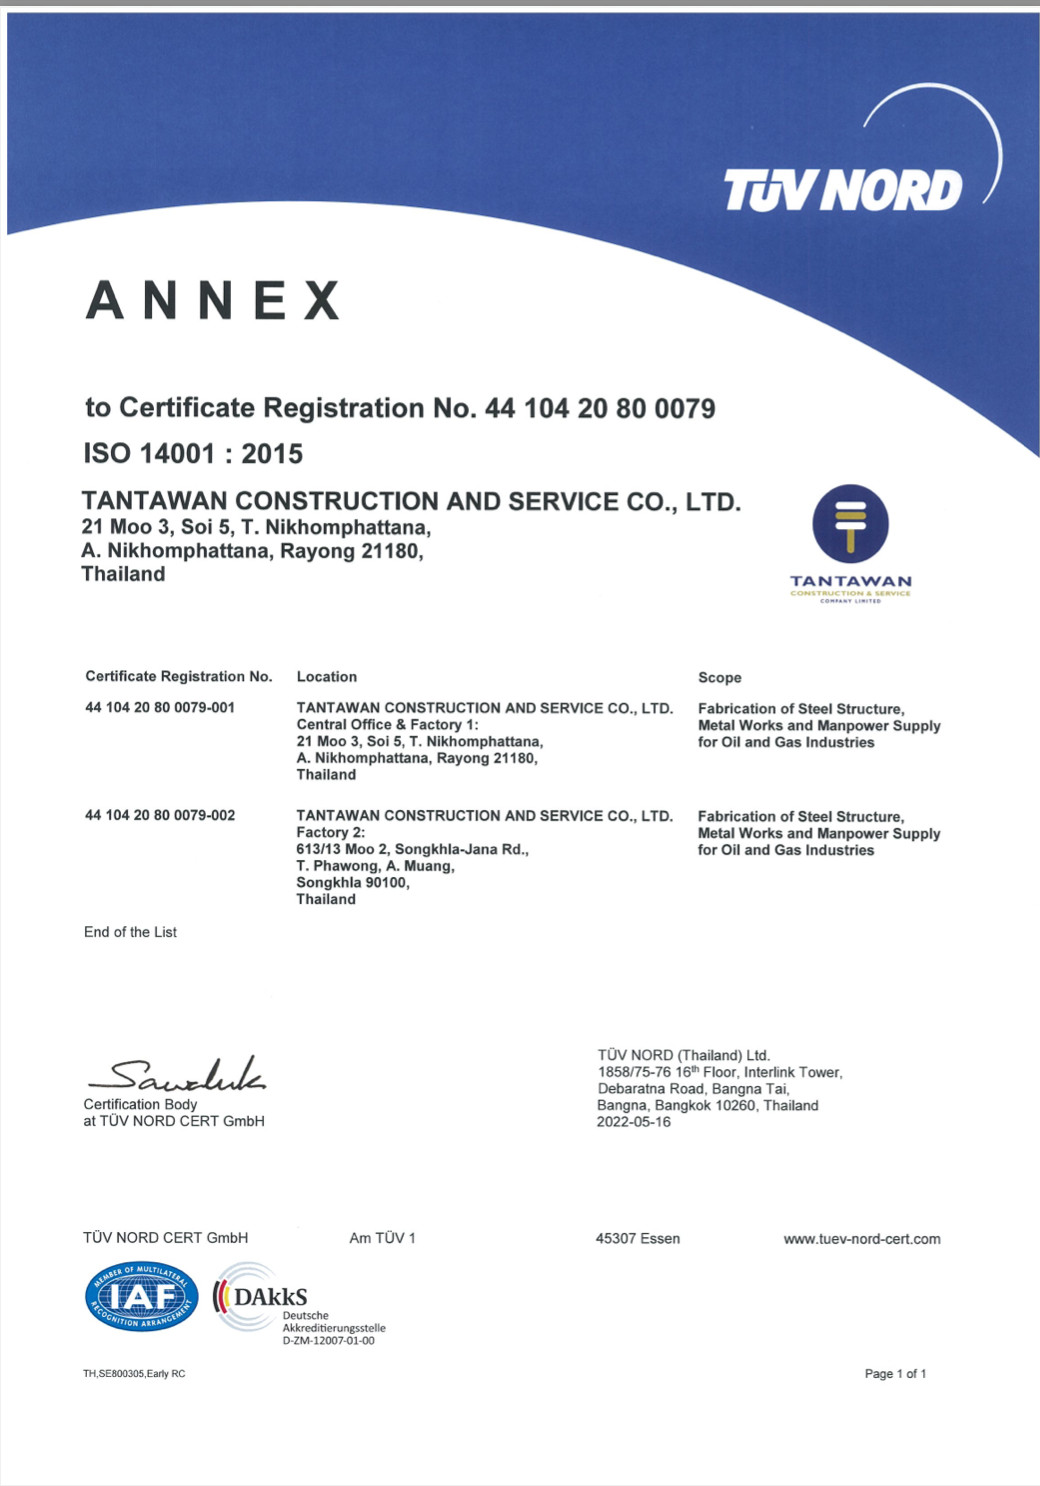 TÜV NORD
ANNEX
to Certificate Registration No. 44 104 20 80 0079
ISO 14001 : 2015
TANTAWAN CONSTRUCTION AND SERVICE CO., LTD.
21 Moo 3, Soi 5, T. Nikhomphattana,
A. Nikhomphattana, Rayong 21180,
Thailand
TANTAWAN
CONSTRUCTION & SERVICE
COMPANY LIMITED
Certificate Registration No. Location Scope
44 104 20 80 0079-001 TANTAWAN CONSTRUCTION AND SERVICE CO., LTD. Fabrication of Steel Structure,
Central Office & Factory 1: Metal Works and Manpower Supply
21 Moo 3, Soi 5, T. Nikhomphattana, for Oil and Gas Industries
A. Nikhomphattana, Rayong 21180,
Thailand
44 104 20 80 0079-002 TANTAWAN CONSTRUCTION AND SERVICE CO., LTD. Fabrication of Steel Structure,
Factory 2: Metal Works and Manpower Supply
613/13 Moo 2, Songkhla-Jana Rd., for Oil and Gas Industries
T. Phawong, A. Muang,
Songkhla 90100,
Thailand
End of the List
Certification Body
at TÜV NORD CERT GmbH
TÜV NORD (Thailand) Ltd.
1858/75-76 16th Floor, Interlink Tower,
Debaratna Road, Bangna Tai,
Bangna, Bangkok 10260, Thailand
2022-05-16
TÜV NORD CERT GmbH Am TÜV 1 45307 Essen www.tuev-nord-cert.com
MEMBER OF MULTILATERAL
IAF
RECOGNITION ARRANGEMENT
DAkkS
Deutsche
Akkreditierungsstelle
D-ZM-12007-01-00
TH,SE800305,Early RC Page 1 of 1